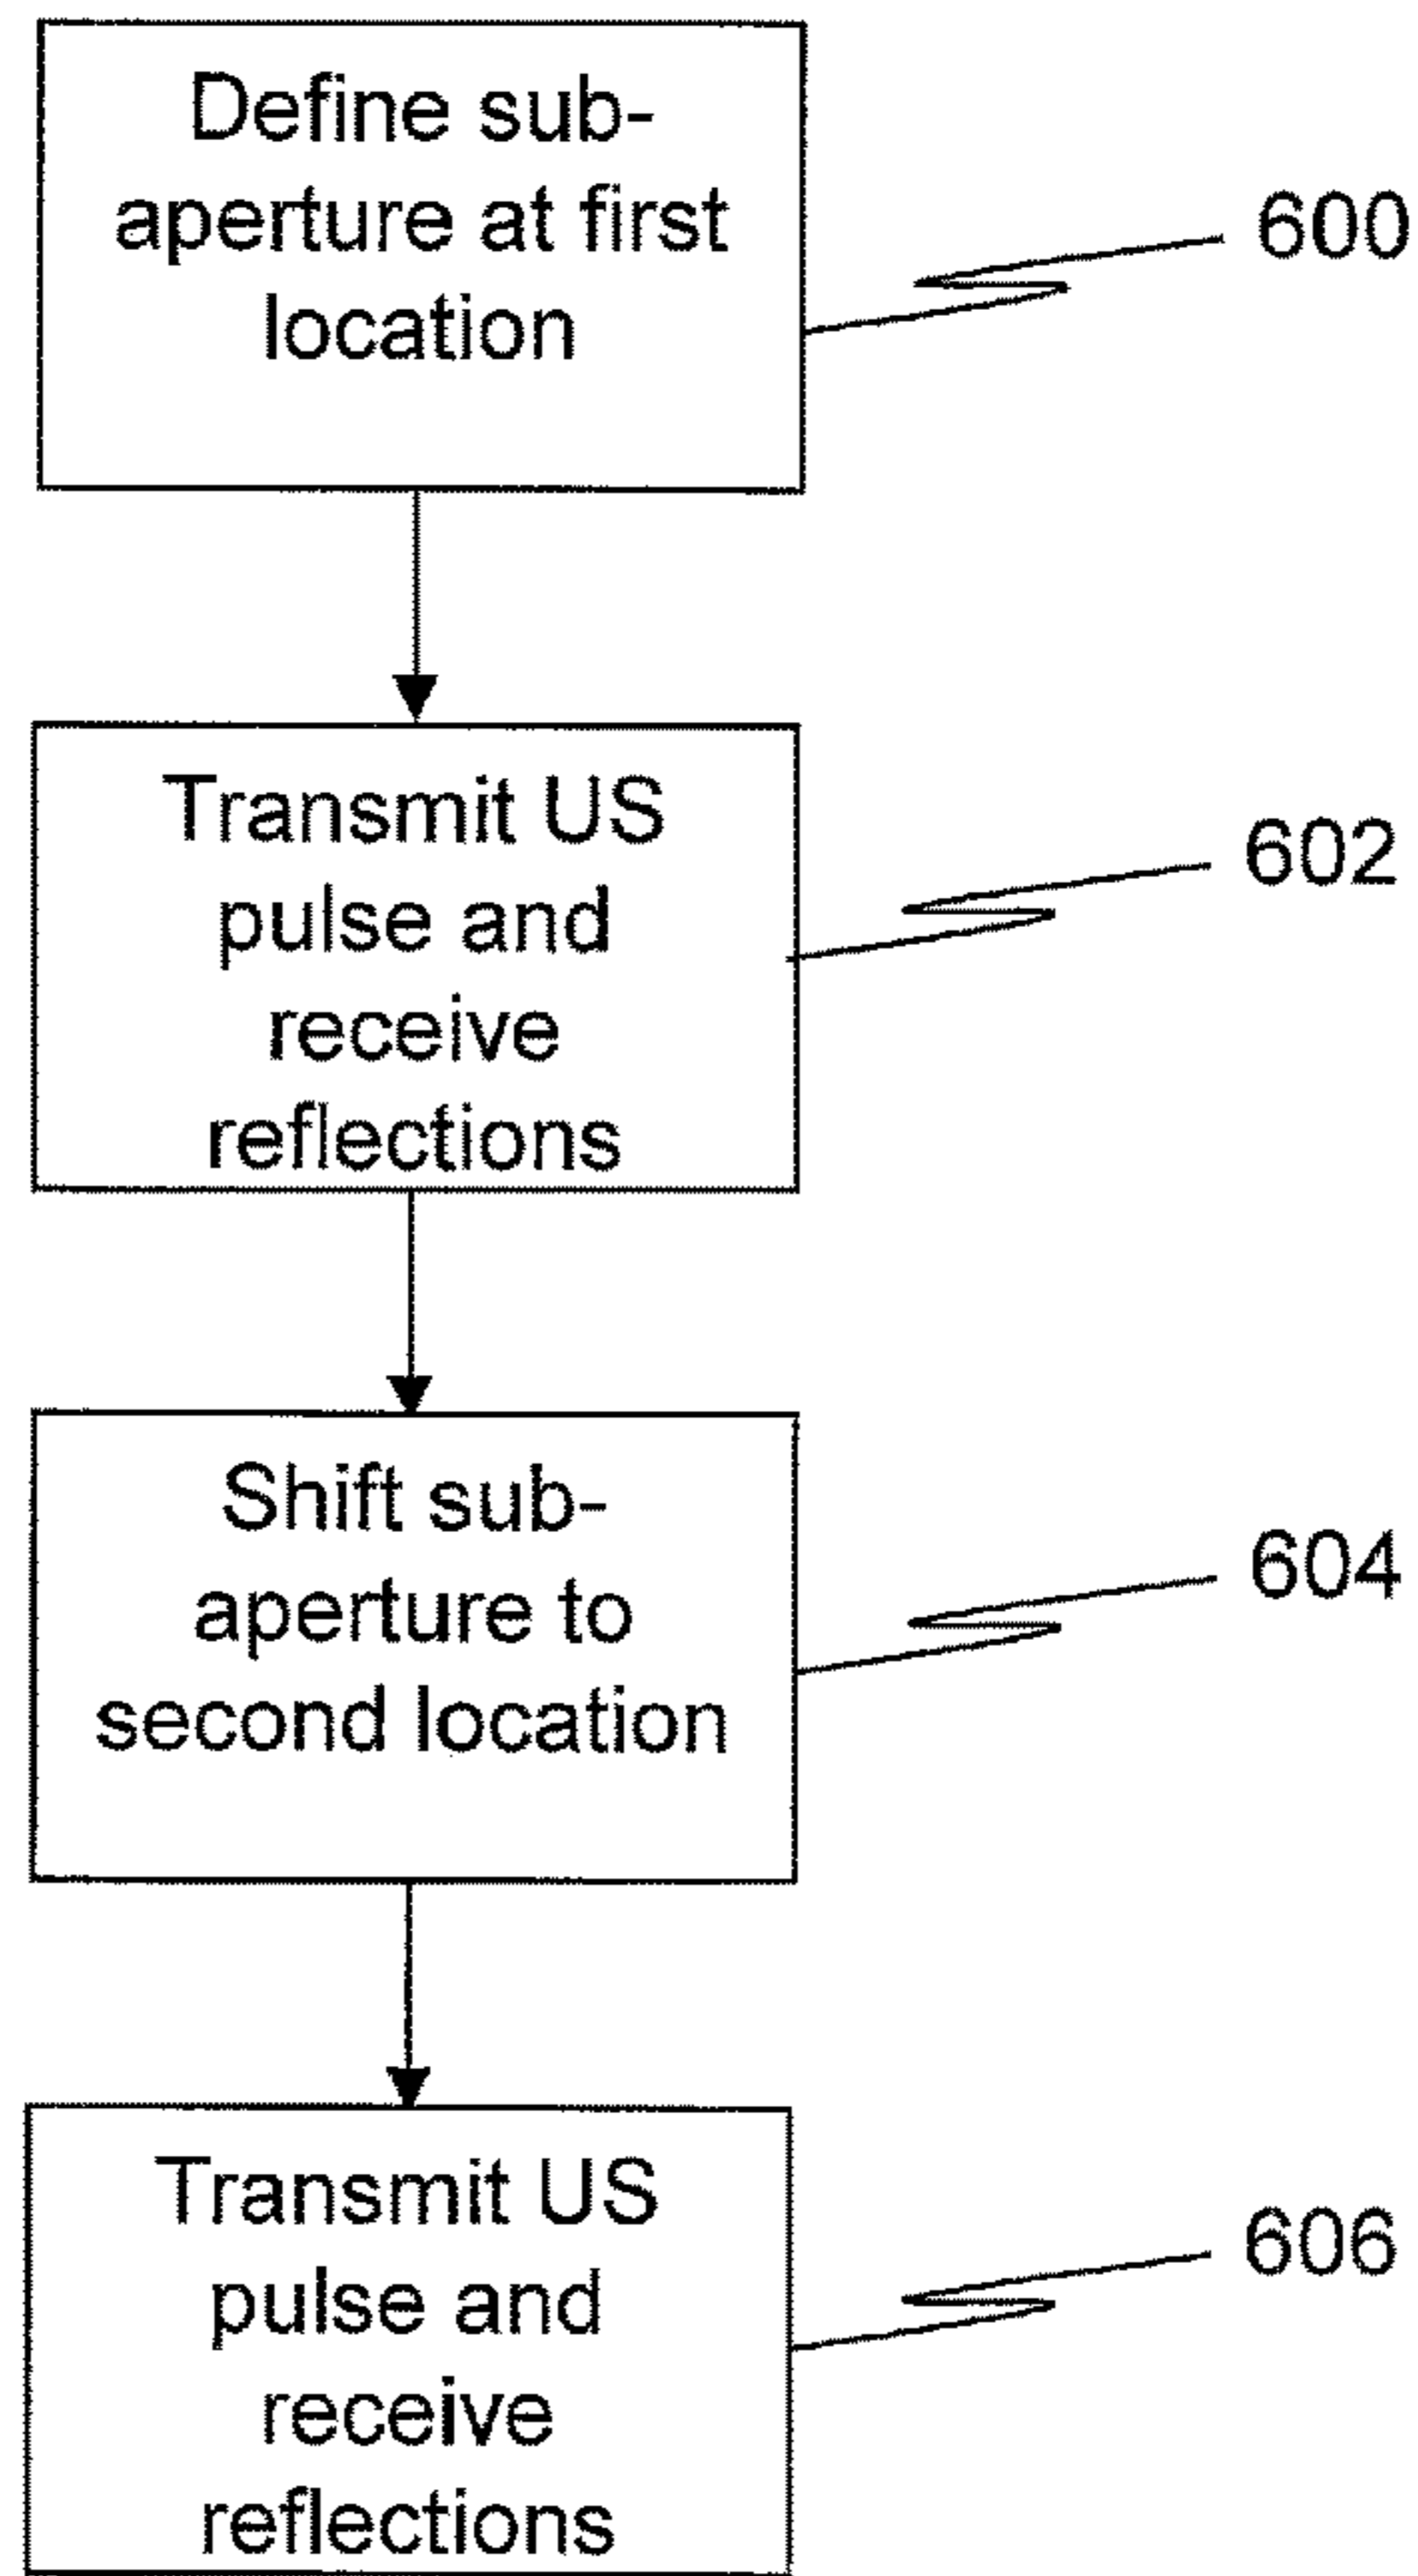 Define sub-
aperture at first
location
600
Transmit US
pulse and
receive
reflections
602
Shift sub-
aperture to
second location
604
Transmit US
pulse and
receive
reflections
606